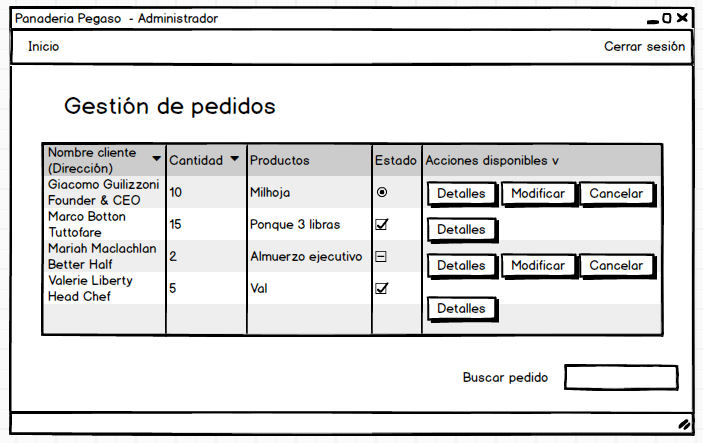 Panaderia Pegaso - Administrador
Inicio Cerrar sesión
Gestión de pedidos
Nombre cliente
(Dirección) Cantidad Productos Estado Acciones disponibles v
Giacomo Guilizzoni
Founder & CEO 10 Milhoja Detalles Modificar Cancelar
Marco Botton
Tuttofare 15 Ponque 3 libras Detalles
Mariah Maclachlan
Better Half 2 Almuerzo ejecutivo Detalles Modificar Cancelar
Valerie Liberty
Head Chef 5 Val Detalles
Buscar pedido